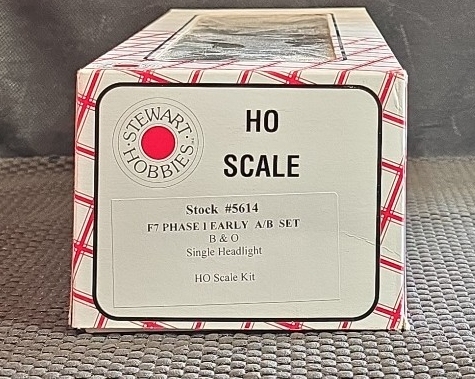 STEWART HOBBIES
HO
SCALE
Stock #5614
F7 PHASE I EARLY A/B SET
B & O
Single Headlight
HO Scale Kit